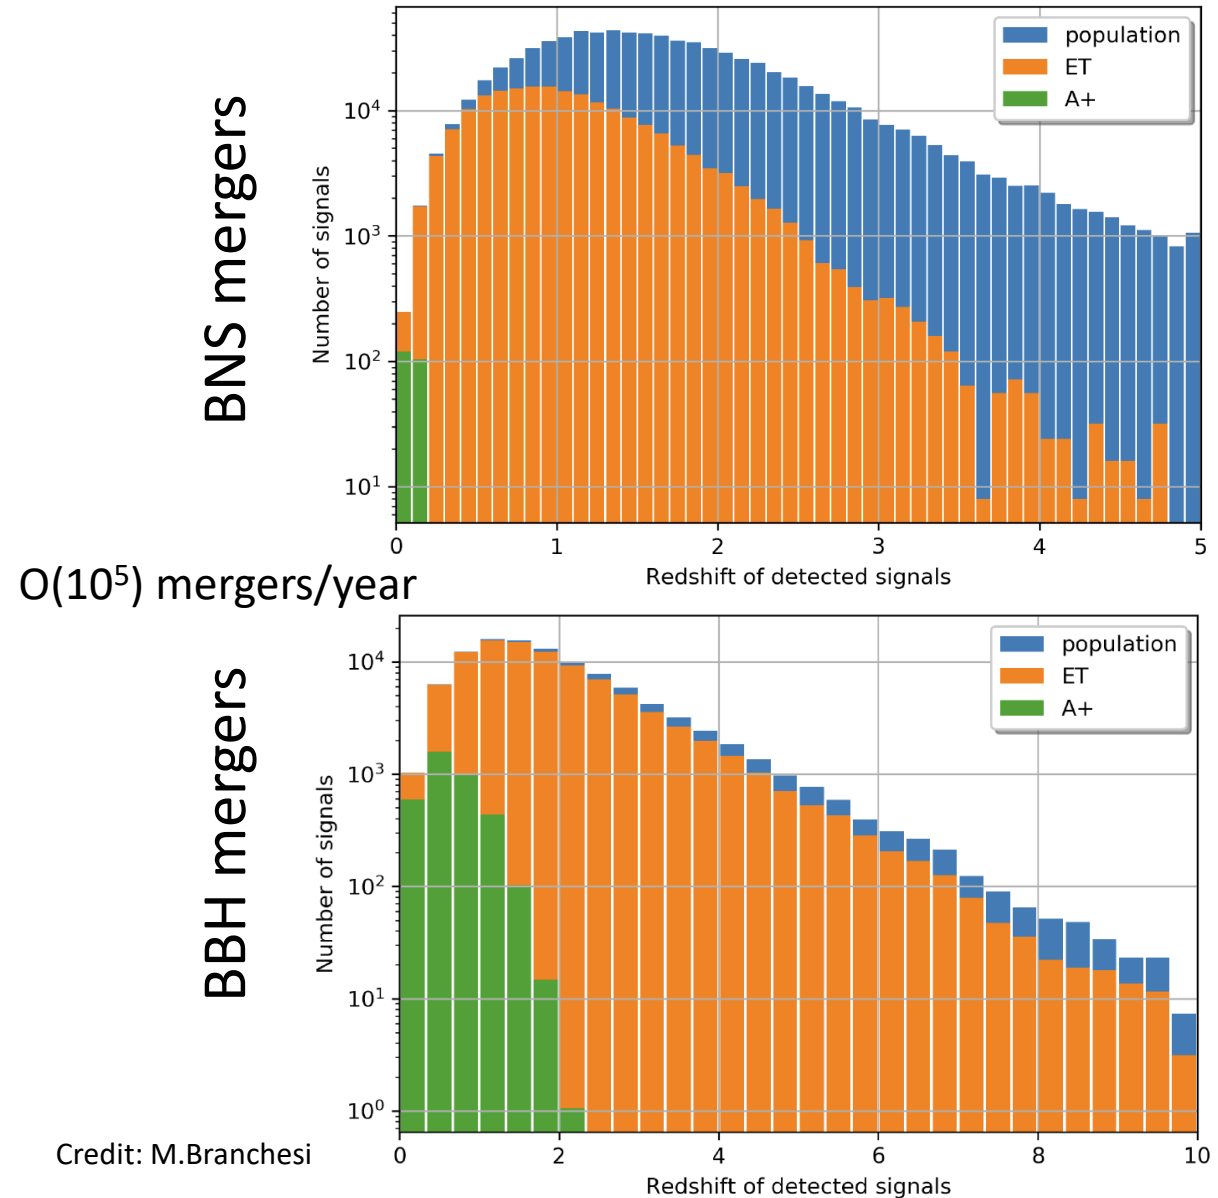 BNS mergers
Number of signals
10⁴
10³
10²
10¹
population
ET
A+
0 1 2 3 4 5
Redshift of detected signals
O(10⁵) mergers/year
BBH mergers
Number of signals
10⁴
10³
10²
10¹
10⁰
population
ET
A+
0 2 4 6 8 10
Redshift of detected signals
Credit: M.Branchesi